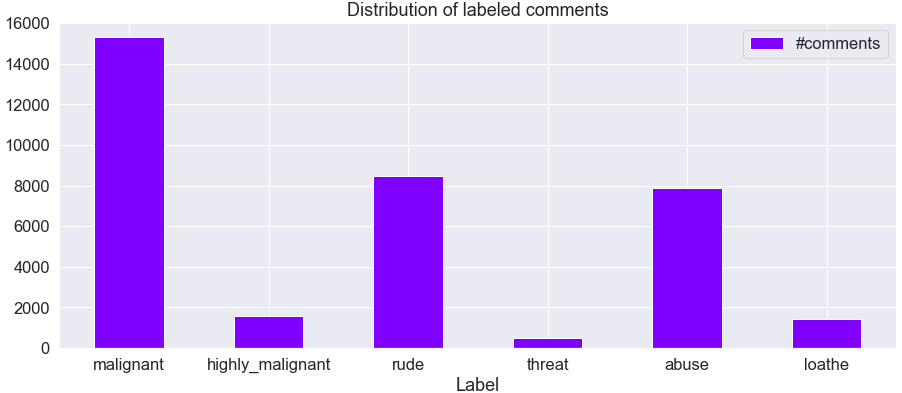 Distribution of labeled comments
#comments
16000
14000
12000
10000
8000
6000
4000
2000
0
malignant highly_malignant rude threat abuse loathe
Label